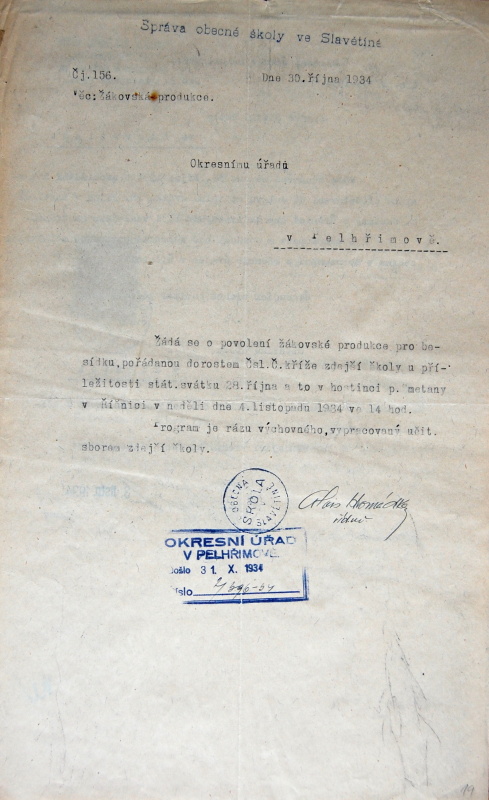 Správa obecné školy ve Slavětíně
Čj.156. Dne 30.října 1934
Věc:Žákovská produkce.
Okresnímu úřadů
v Pelhřimově.
Žádá se o povolení žákovské produkce pro be-
sídku,pořádanou dorostem Čsl.Č.kříže zdejší školy u pří-
ležitosti stát.svátku 28.října a to v hostinci p.
v neděli dne 4.listopadu 1934 ve 14 hod.
Program je rázu výchovného,vypracovaný učit.
sborem zdejší školy.
OBECNÁ ŠKOLA
OKRESNÍ ÚŘAD
V PELHŘIMOVĚ
došlo 31. X. 1934
číslo
19